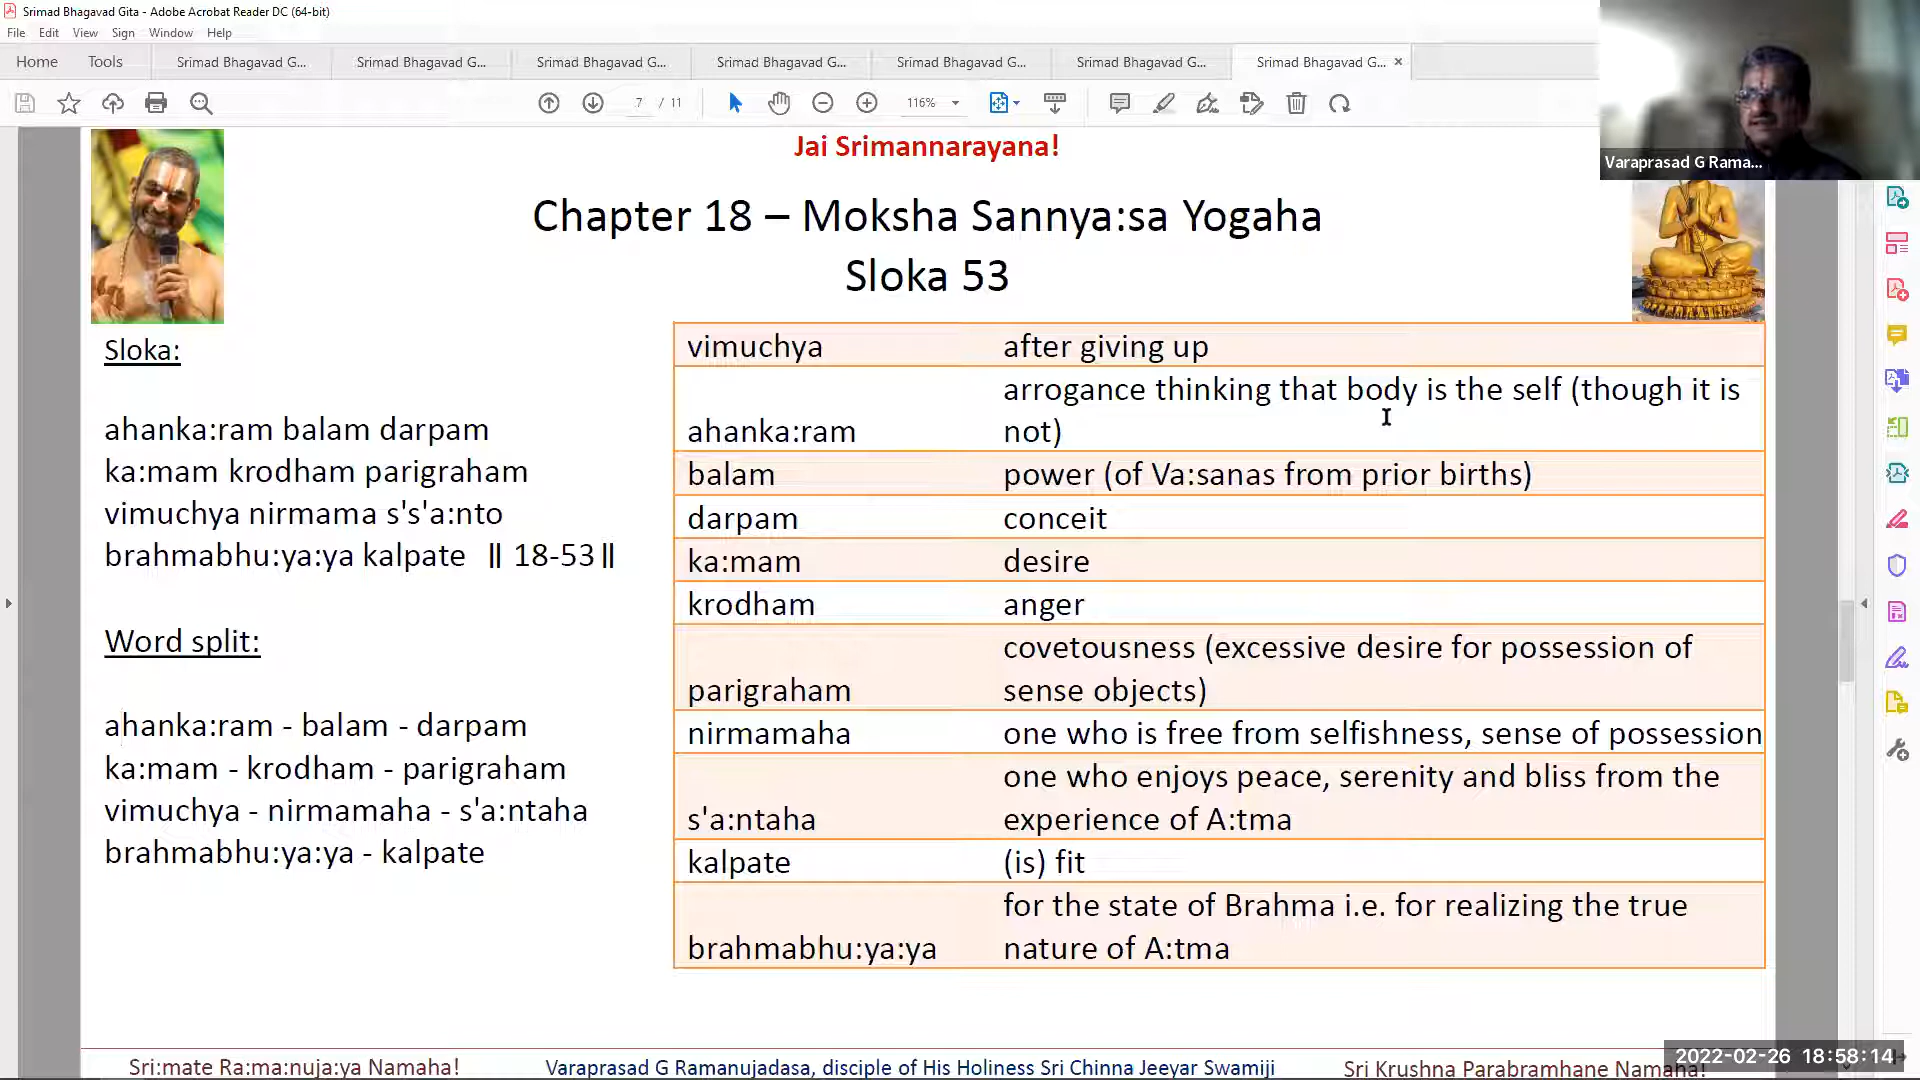 Srimad Bhagavad Gita - Adobe Acrobat Reader DC (64-bit)
File Edit View Sign Window Help
Home Tools Srimad Bhagavad G... Srimad Bhagavad G... Srimad Bhagavad G... Srimad Bhagavad G... Srimad Bhagavad G... Srimad Bhagavad G... Srimad Bhagavad G... ×
7 / 11 116%
Varaprasad G Rama...
Jai Srimannarayana!
Chapter 18 – Moksha Sannya:sa Yogaha
Sloka 53
Sloka:
ahanka:ram balam darpam
ka:mam krodham parigraham
vimuchya nirmama s's'a:nto
brahmabhu:ya:ya kalpate || 18-53 ||
Word split:
ahanka:ram - balam - darpam
ka:mam - krodham - parigraham
vimuchya - nirmamaha - s'a:ntaha
brahmabhu:ya:ya - kalpate
vimuchya after giving up
arrogance thinking that body is the self (though it is
ahanka:ram not)
balam power (of Va:sanas from prior births)
darpam conceit
ka:mam desire
krodham anger
covetousness (excessive desire for possession of
parigraham sense objects)
nirmamaha one who is free from selfishness, sense of possession
one who enjoys peace, serenity and bliss from the
s'a:ntaha experience of A:tma
kalpate (is) fit
for the state of Brahma i.e. for realizing the true
brahmabhu:ya:ya nature of A:tma
Sri:mate Ra:ma:nuja:ya Namaha! Varaprasad G Ramanujadasa, disciple of His Holiness Sri Chinna Jeeyar Swamiji Sri Krushna Parabramhane Namaha!
2022-02-26 18:58:14